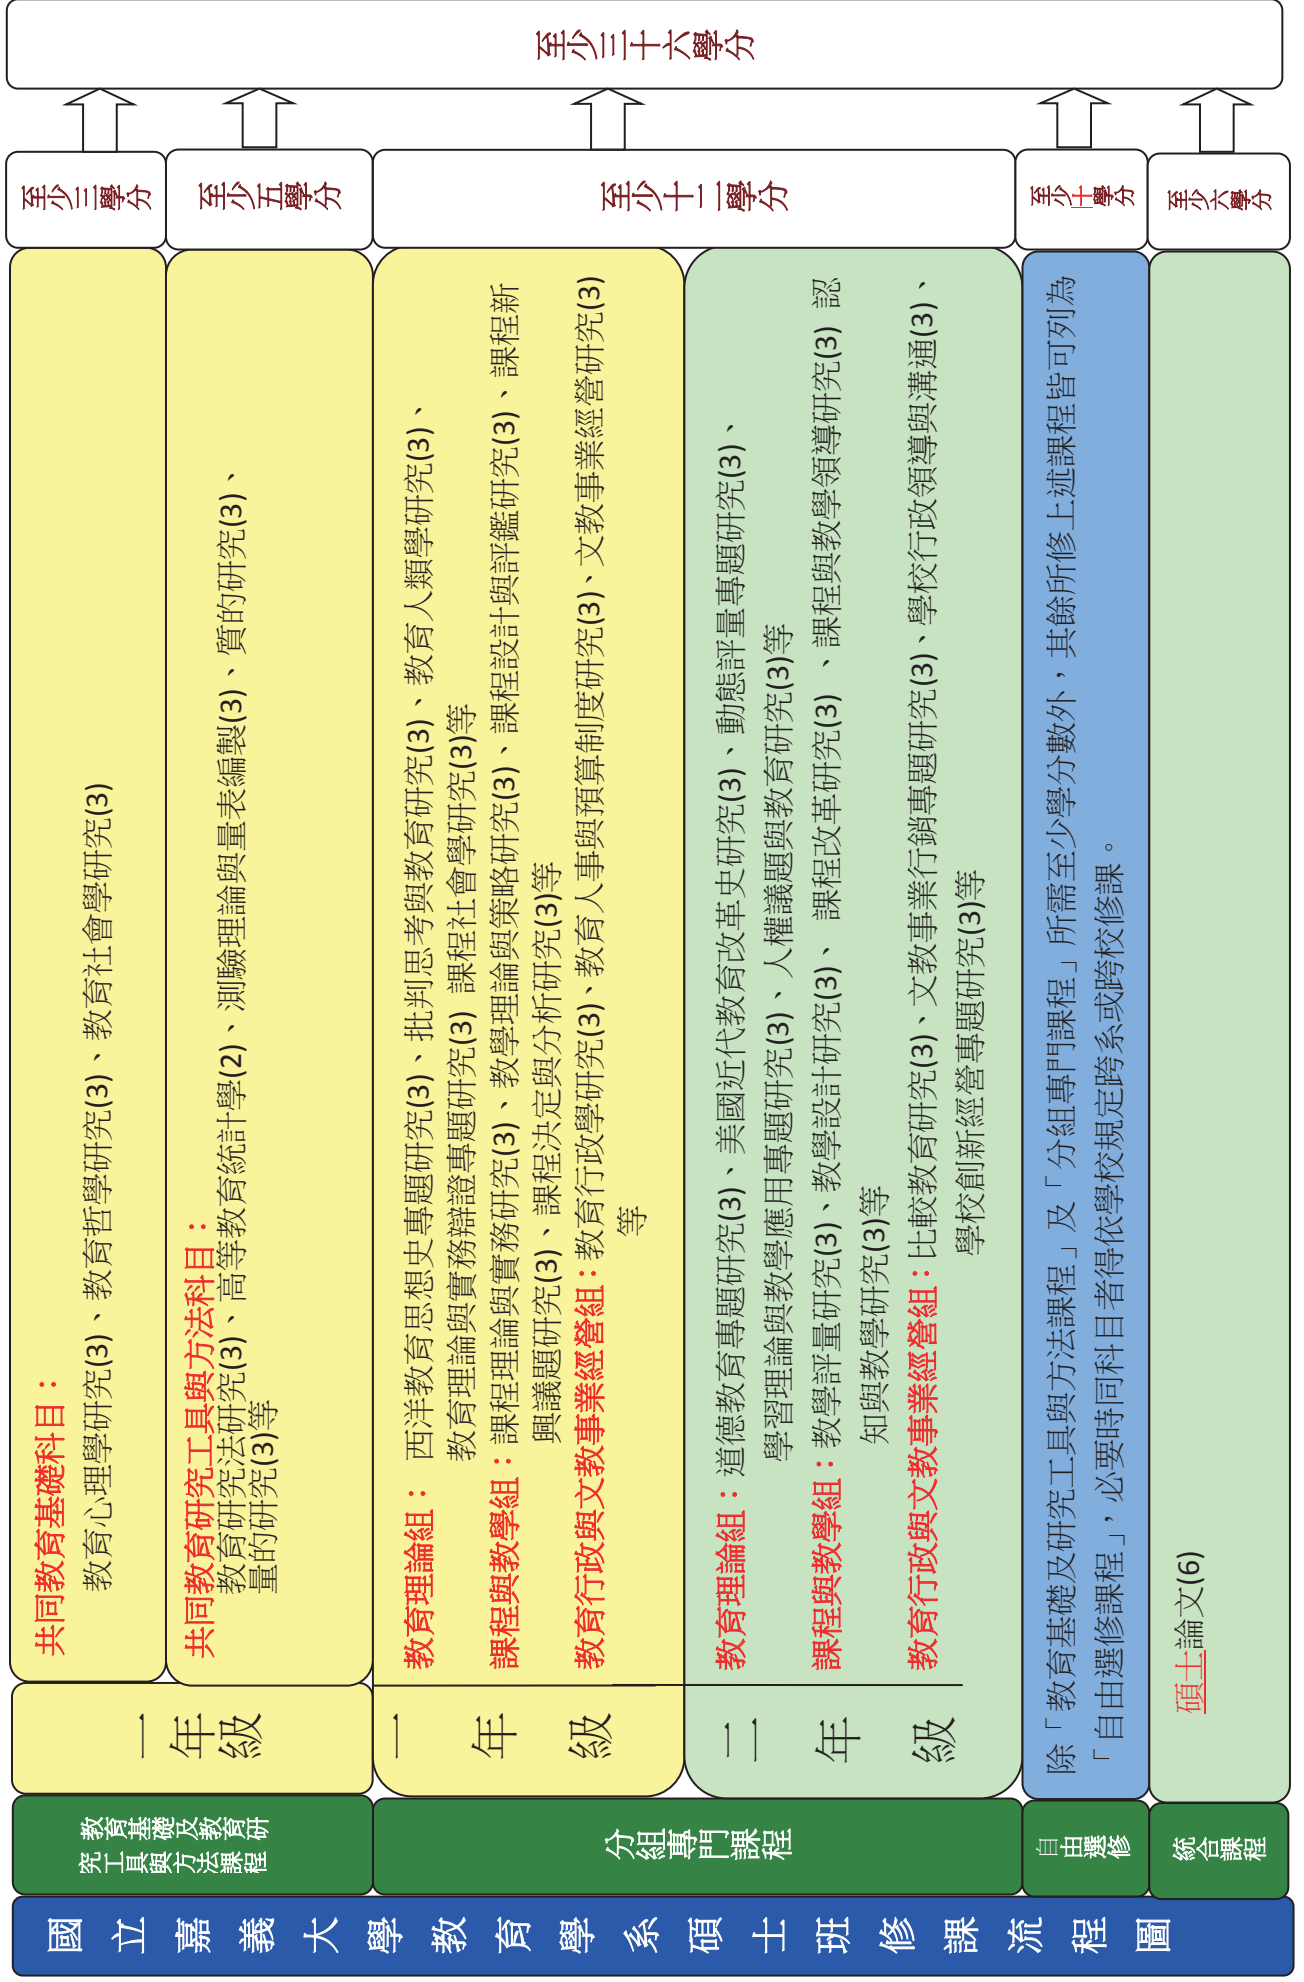 國立嘉義大學教育學系碩士班修課流程圖
教育基礎及教育研
究工具與方法課程
一年級
共同教育基礎科目：
教育心理學研究(3)、教育哲學研究(3)、教育社會學研究(3)
至少三學分
共同教育研究工具與方法科目：
教育研究法研究(3)、高等教育統計學(2)、測驗理論與量表編製(3)、質的研究(3)、
量的研究(3)等
至少五學分
分組專門課程
一年級
教育理論組：西洋教育思想史專題研究(3)、批判思考與教育研究(3)、教育人類學研究(3)、
教育理論與實務辯證專題研究(3) 課程社會學研究(3)等
課程與教學組：課程理論與實務研究(3)、教學理論與策略研究(3)、課程設計與評鑑研究(3)、課程新
興議題研究(3)、課程決定與分析研究(3)等
教育行政與文教事業經營組：教育行政學研究(3)、教育人事與預算制度研究(3)、文教事業經營研究(3)
等
二年級
教育理論組：道德教育專題研究(3)、美國近代教育改革史研究(3)、動態評量專題研究(3)、
學習理論與教學應用專題研究(3)、人權議題與教育研究(3)等
課程與教學組：教學評量研究(3)、教學設計研究(3)、 課程改革研究(3) 、課程與教學領導研究(3) 認
知與教學研究(3)等
教育行政與文教事業經營組：比較教育研究(3)、文教事業行銷專題研究(3)、學校行政領導與溝通(3)、
學校創新經營專題研究(3)等
至少十二學分
自由選修
除「教育基礎及研究工具與方法課程」及「分組專門課程」所需至少學分數外，其餘所修上述課程皆可列為
「自由選修課程」，必要時同科目者得依學校規定跨系或跨校修課。
至少十學分
統合課程
碩士論文(6)
至少六學分
至少三十六學分